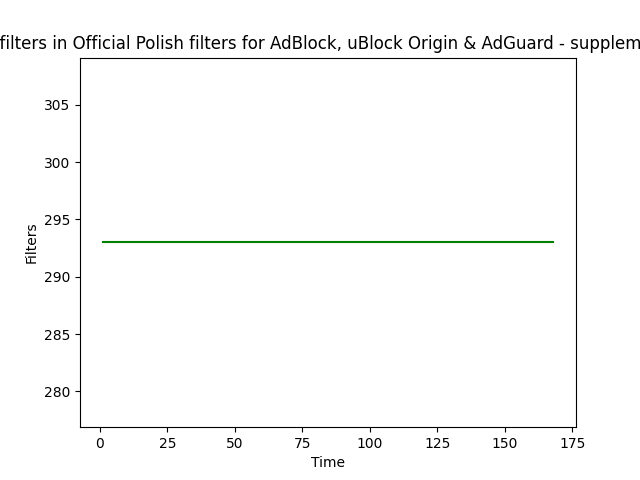 filters in Official Polish filters for AdBlock, uBlock Origin & AdGuard - supplem
305
300
295
290
285
280
Filters
0 25 50 75 100 125 150 175
Time